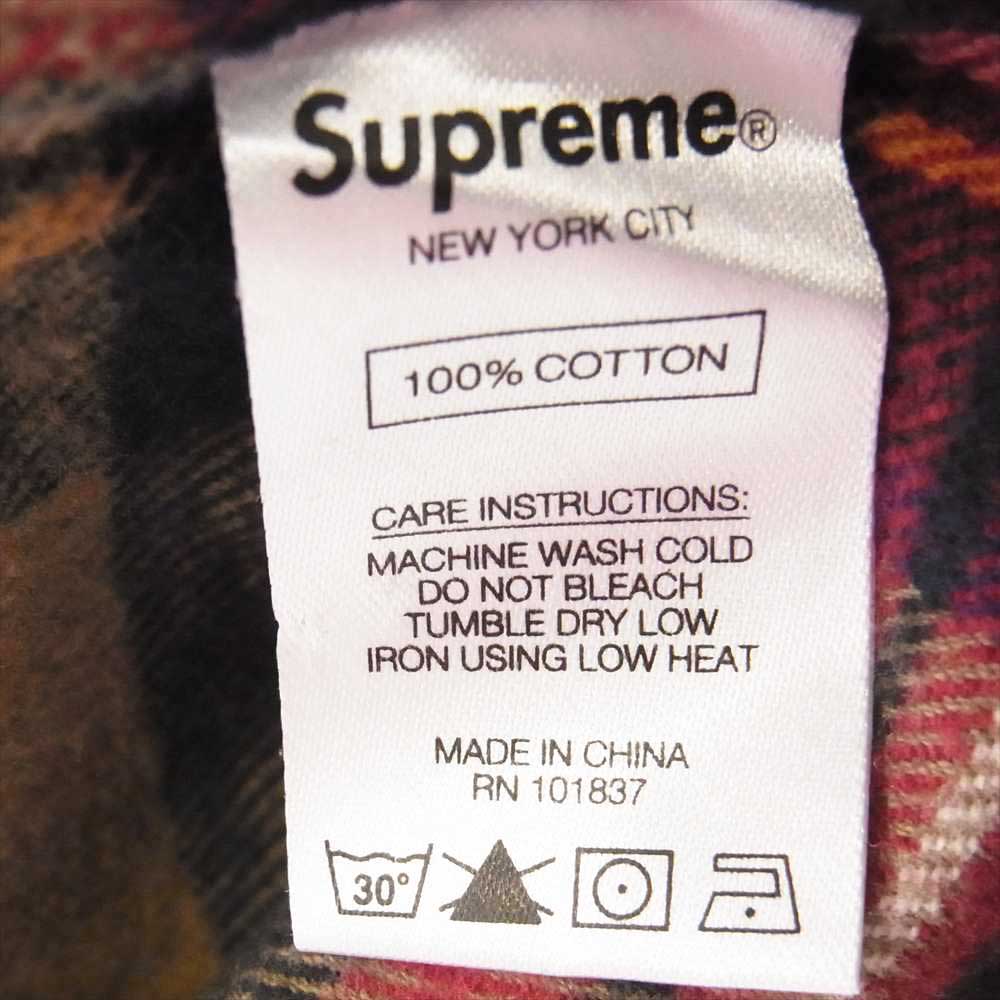 Supreme®
NEW YORK CITY
100% COTTON
CARE INSTRUCTIONS:
MACHINE WASH COLD
DO NOT BLEACH
TUMBLE DRY LOW
IRON USING LOW HEAT
MADE IN CHINA
RN 101837
30°